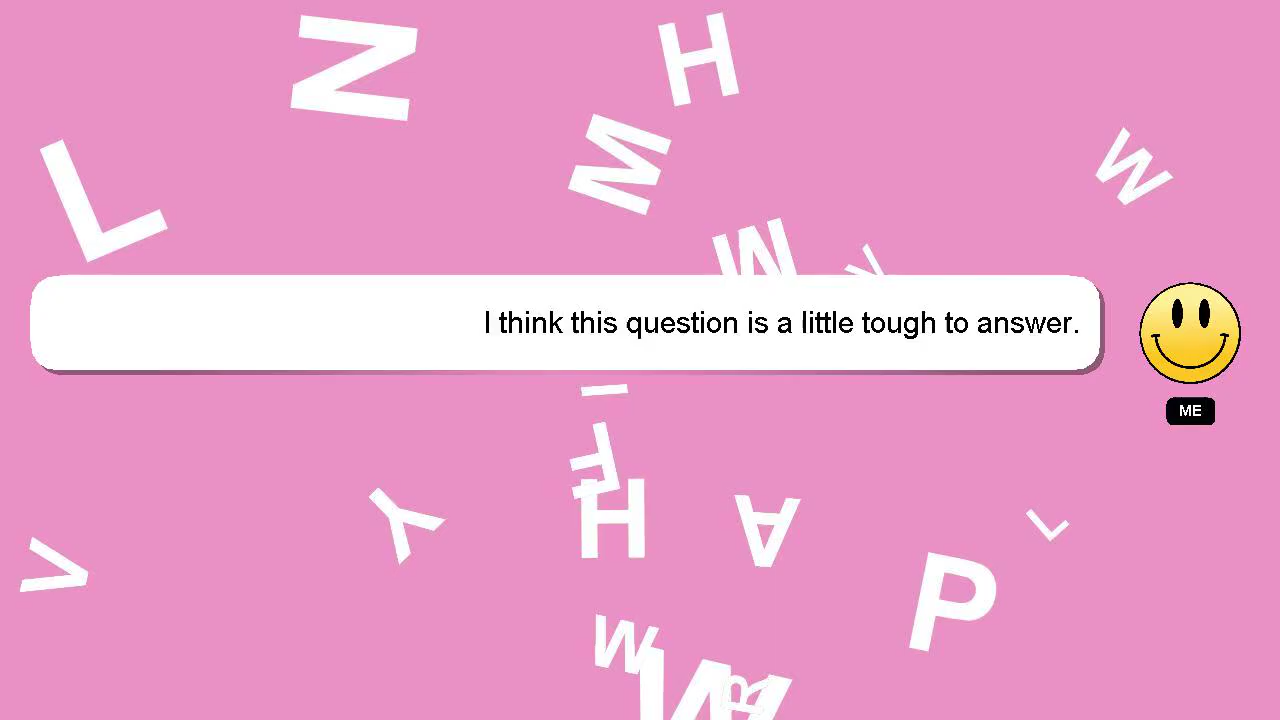 Z
H
M
L
W
W
V
I think this question is a little tough to answer.
ME
I
F
H
Y
A
L
V
P
W
W
R